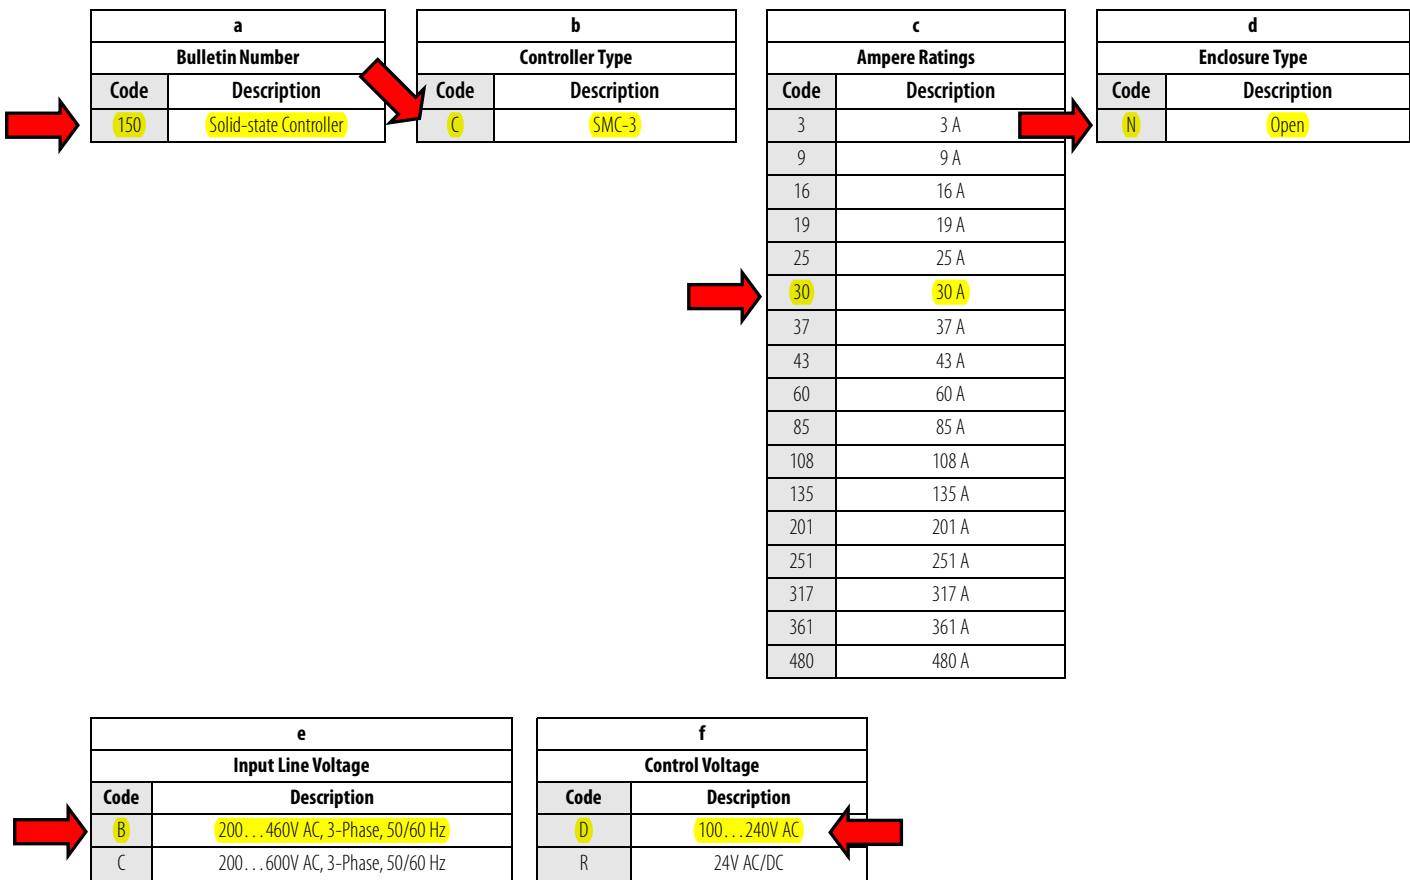 a
Bulletin Number
Code Description
150 Solid-state Controller
b
Controller Type
Code Description
C SMC-3
c
Ampere Ratings
Code Description
3 3 A
9 9 A
16 16 A
19 19 A
25 25 A
30 30 A
37 37 A
43 43 A
60 60 A
85 85 A
108 108 A
135 135 A
201 201 A
251 251 A
317 317 A
361 361 A
480 480 A
d
Enclosure Type
Code Description
N Open
e
Input Line Voltage
Code Description
B 200...460V AC, 3-Phase, 50/60 Hz
C 200...600V AC, 3-Phase, 50/60 Hz
f
Control Voltage
Code Description
D 100...240V AC
R 24V AC/DC